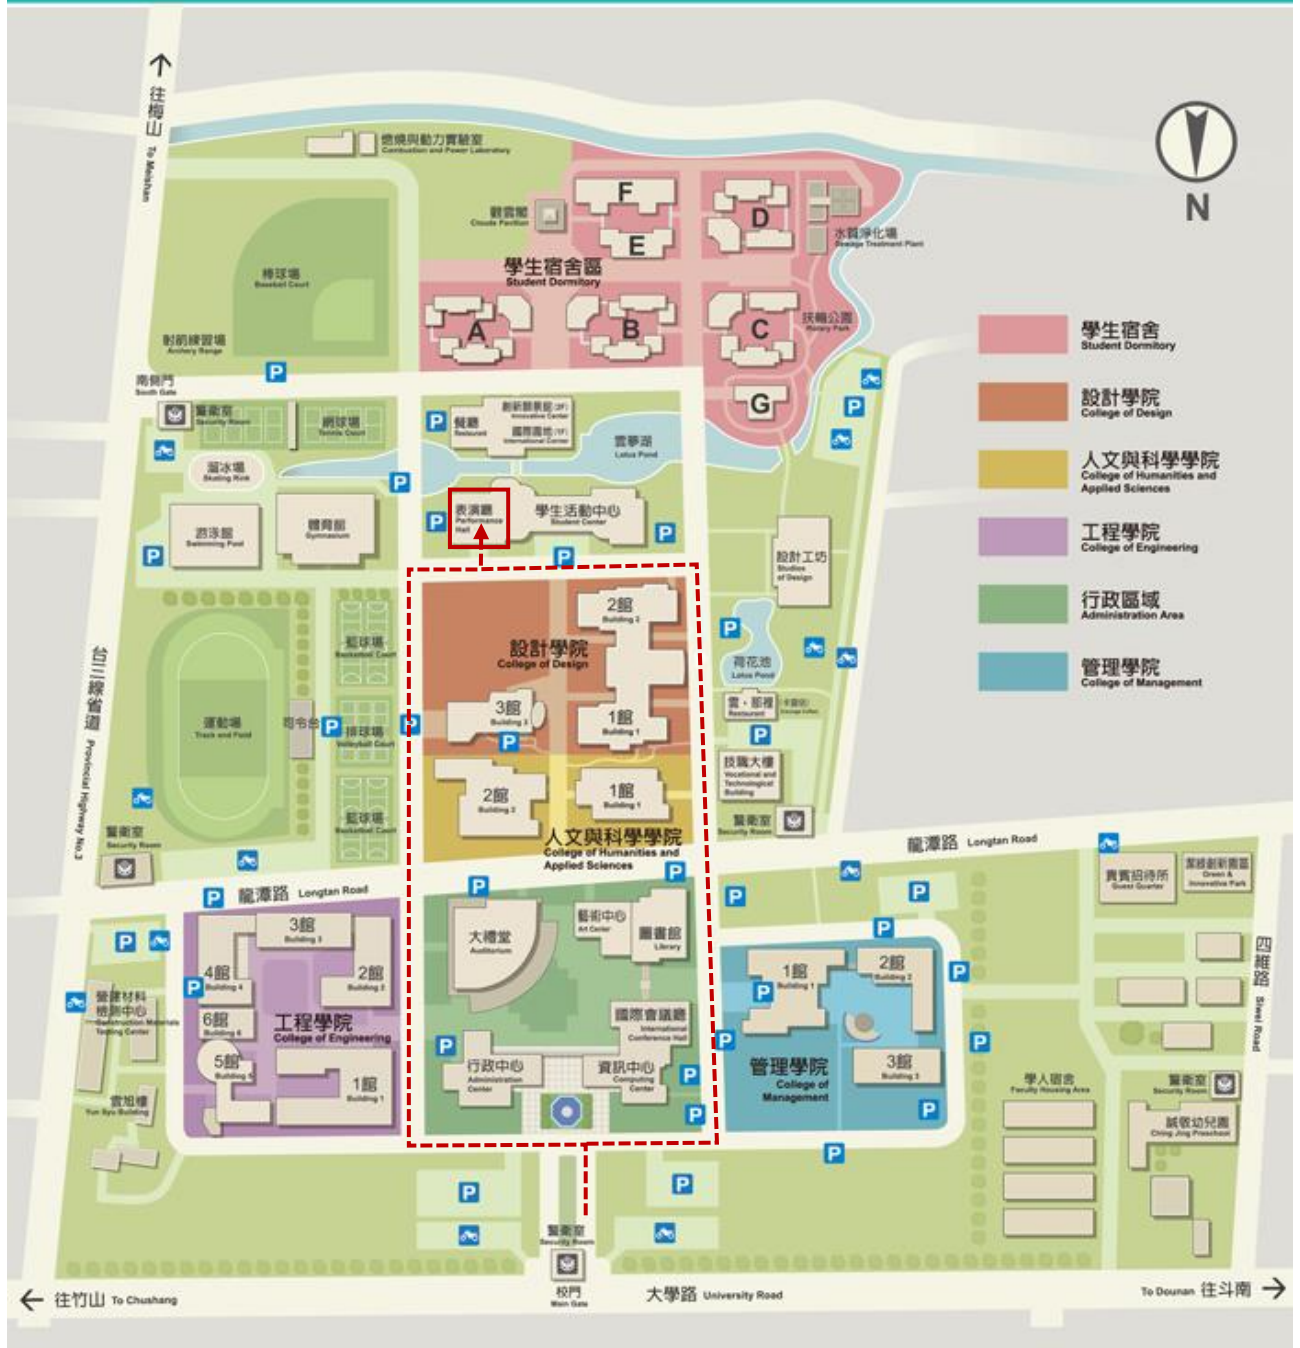 往梅山 To Meishan
燃燒與動力實驗室
Combustion and Power Laboratory
N
觀雲閣
Clouds Pavilion
F
E
D
水質淨化場
Sewage Treatment Plant
學生宿舍區
Student Dormitory
棒球場
Baseball Court
A
B
C
扶輪公園
Rotary Park
射箭練習場
Archery Range
P
南側門
South Gate
警衛室
Security Room
網球場
Tennis Court
P
餐廳
Restaurant
創新願景館(2F)
Innovative Center
國際園地(1F)
International Corner
雲夢湖
Lotus Pond
G
P
溜冰場
Skating Rink
P
游泳館
Swimming Pool
體育館
Gymnasium
P
P
表演廳
Performance
Hall
學生活動中心
Student Center
P
P
設計工坊
Studios
of Design
學生宿舍
Student Dormitory
設計學院
College of Design
人文與科學學院
College of Humanities and
Applied Sciences
工程學院
College of Engineering
行政區域
Administration Area
管理學院
College of Management
台三線省道 Provincial Highway No.3
籃球場
Basketball Court
2館
Building 2
設計學院
College of Design
P
荷花池
Lotus Pond
運動場
Track and Field
司令台
P
排球場
Volleyball Court
P
3館
Building 3
P
1館
Building 1
雲・那裡
Restaurant
P
籃球場
Basketball Court
2館
Building 2
1館
Building 1
技職大樓
Vocational and
Technological
Building
警衛室
Security Room
人文與科學學院
College of Humanities and
Applied Sciences
警衛室
Security Room
龍潭路 Longtan Road
龍潭路 Longtan Road
P
P
P
P
P
貴賓招待所
Guest Quarter
Green &
Innovative Park
四維路 Siwei Road
3館
Building 3
P
4館
Building 4
P
2館
Building 2
6館
Building 6
工程學院
College of Engineering
5館
Building 5
1館
Building 1
營建材料
檢測中心
Construction Materials
Testing Center
雲旭樓
Yun Syu Building
大禮堂
Auditorium
藝術中心
Art Center
圖書館
Library
國際會議廳
International
Conference Hall
P
行政中心
Administration
Center
資訊中心
Computing
Center
P
P
P
P
1館
Building 1
P
2館
Building 2
P
P
管理學院
College of
Management
3館
Building 3
P
P
P
學人宿舍
Faculty Housing Area
警衛室
Security Room
誠敬幼兒園
Ching Jing Preschool
P
P
警衛室
Security Room
校門
Main Gate
往竹山 To Chushang
大學路 University Road
To Dounan 往斗南